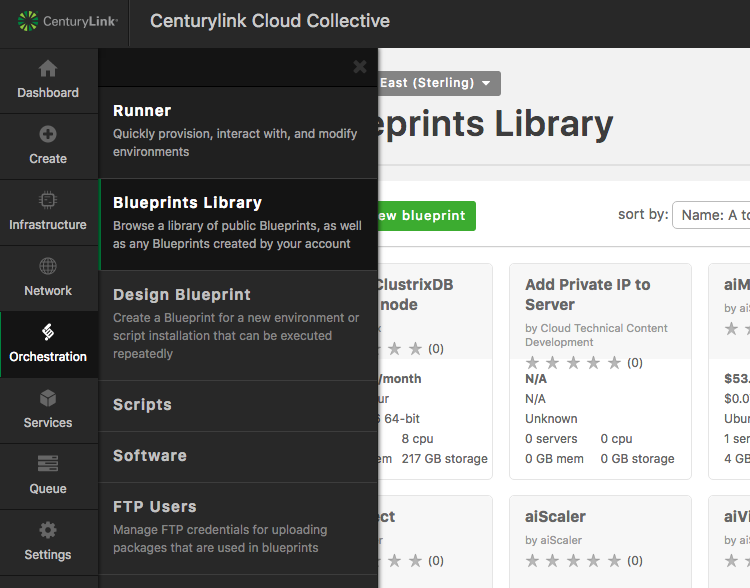 CenturyLink
Centurylink Cloud Collective
Dashboard
Create
Infrastructure
Network
Orchestration
Services
Queue
Settings
Runner
Quickly provision, interact with, and modify
environments
Blueprints Library
Browse a library of public Blueprints, as well
as any Blueprints created by your account
Design Blueprint
Create a Blueprint for a new environment or
script installation that can be executed
repeatedly
Scripts
Software
FTP Users
Manage FTP credentials for uploading
packages that are used in blueprints
East (Sterling)
eprints Library
ew blueprint
sort by: Name: A to
ClustrixDB
node
x
(0)
/month
ur
6 64-bit
8 cpu
em 217 GB storage
Add Private IP to
Server
by Cloud Technical Content
Development
(0)
N/A
N/A
Unknown
0 servers 0 cpu
0 GB mem 0 GB storage
aiM
by ais
$53.
$0.0
Ubun
1 ser
4 GB
ect
r
(0)
aiScaler
by aiScaler
(0)
aiVi
by ais